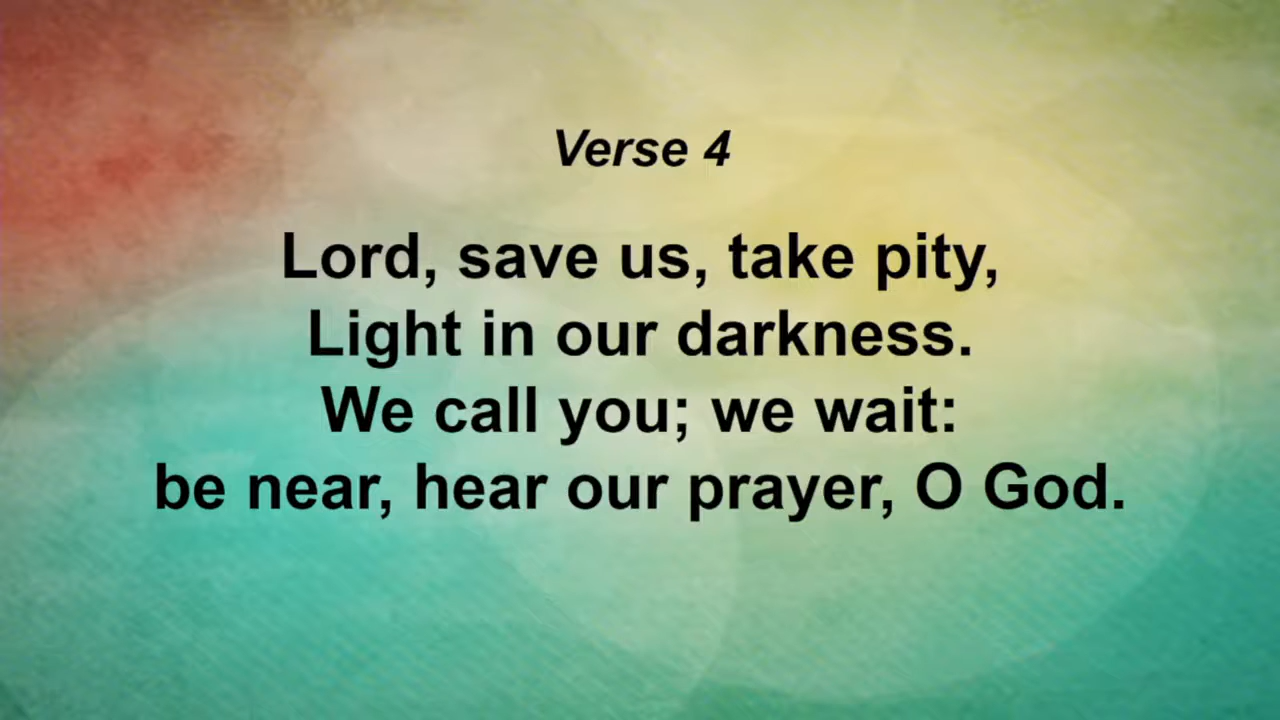 Verse 4
Lord, save us, take pity,
Light in our darkness.
We call you; we wait:
be near, hear our prayer, O God.